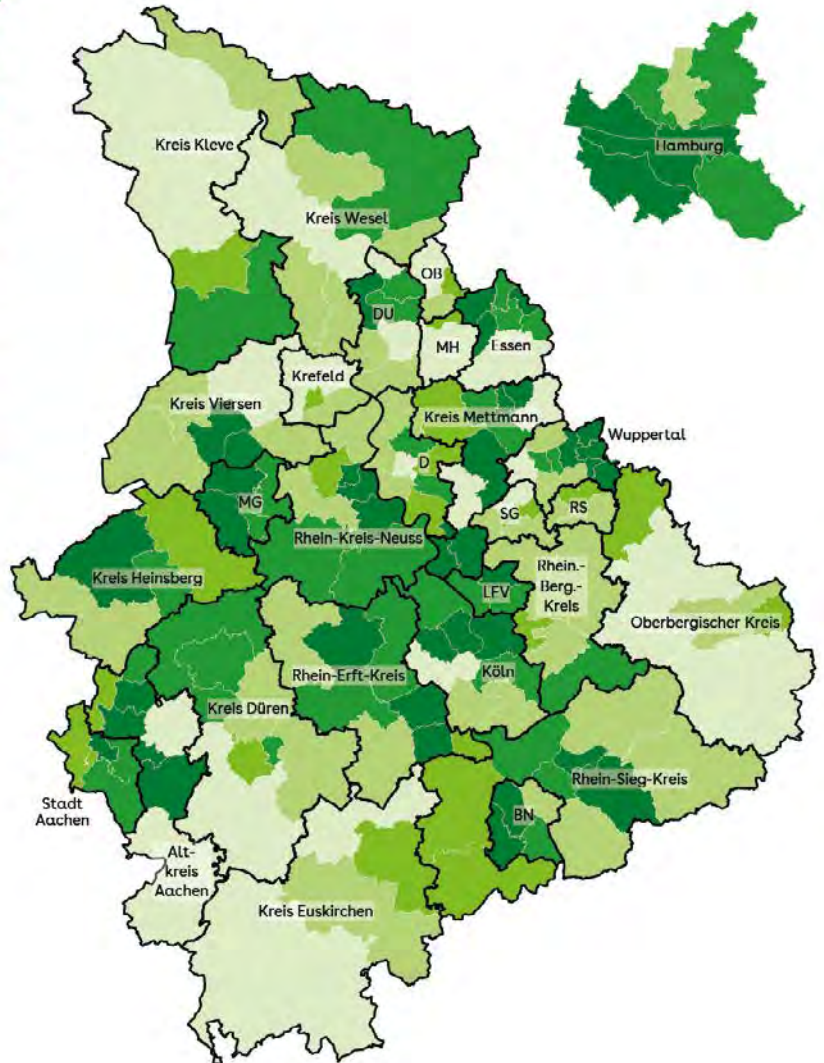 Kreis Kleve
Hamburg
Kreis Wesel
OB
DU
MH
Essen
Krefeld
Kreis Viersen
Kreis Mettmann
Wuppertal
D
MG
SG
RS
Rhein-Kreis-Neuss
Kreis Heinsberg
LEV
Rhein.-
Berg.-
Kreis
Oberbergischer Kreis
Rhein-Erft-Kreis
Köln
Kreis Düren
Rhein-Sieg-Kreis
Stadt
Aachen
BN
Alt-
kreis
Aachen
Kreis Euskirchen